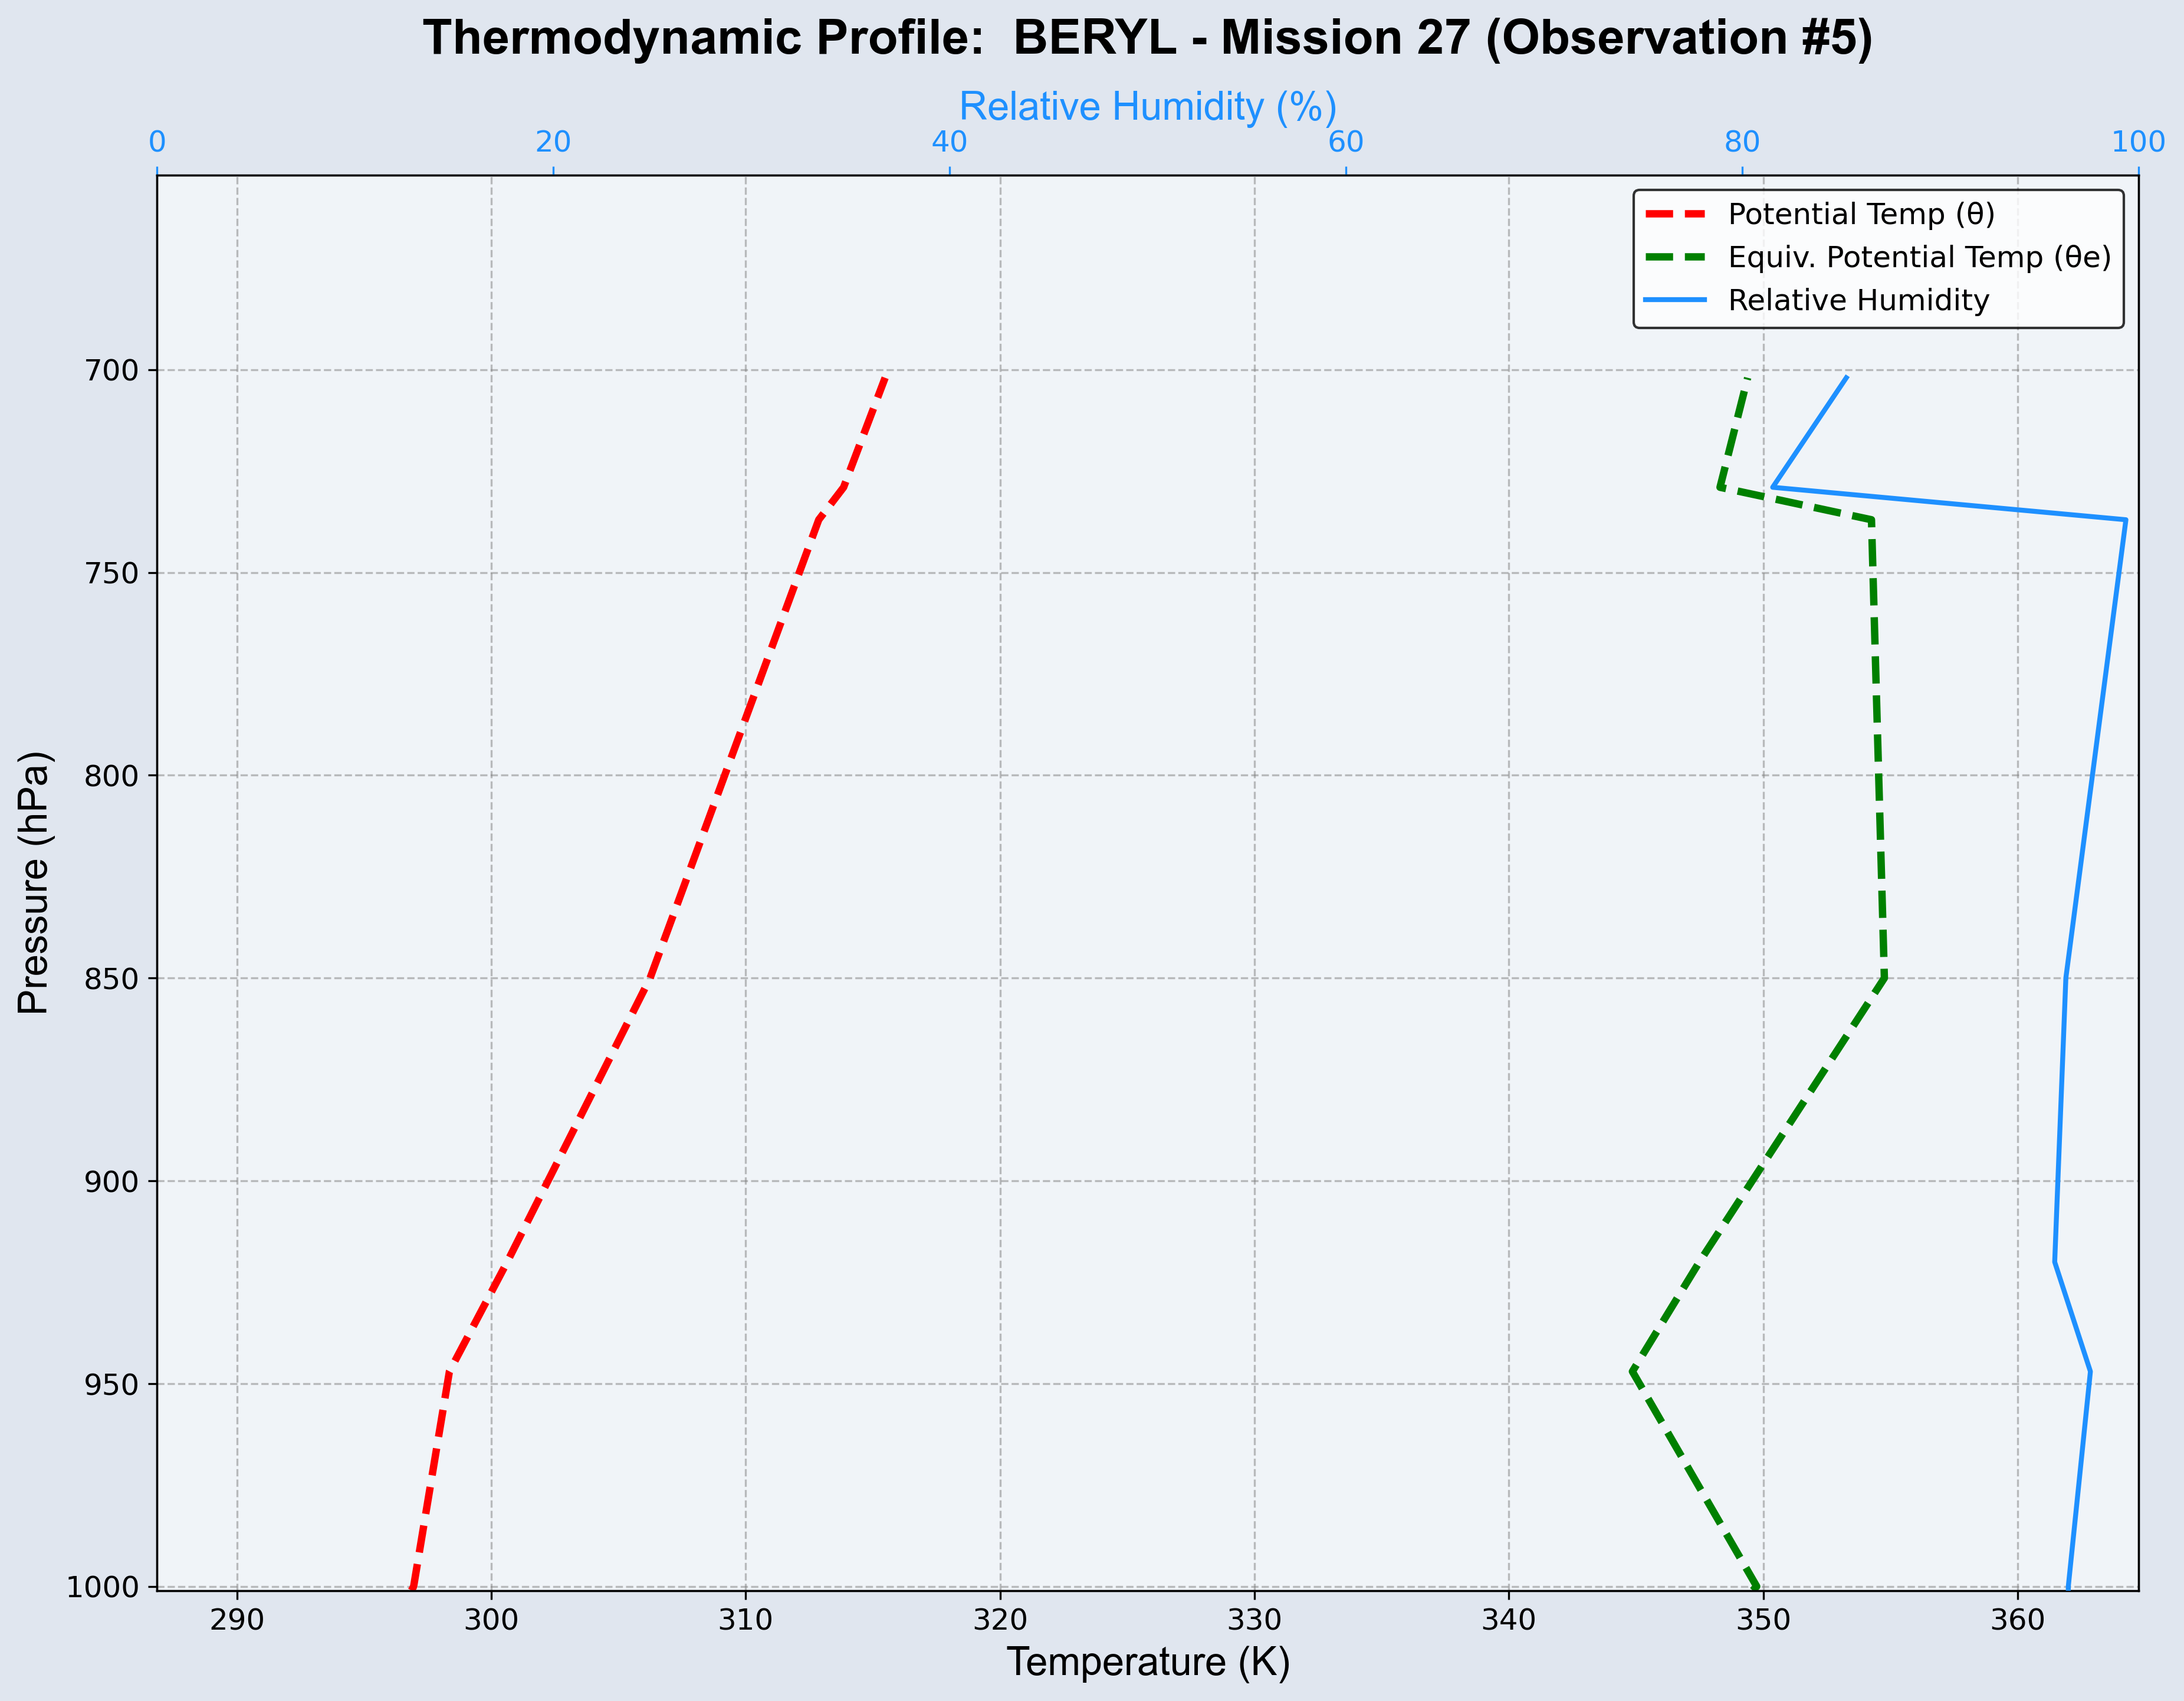 Thermodynamic Profile:  BERYL - Mission 27 (Observation #5)
Relative Humidity (%)
0 20 40 60 80 100
Potential Temp (θ)
Equiv. Potential Temp (θe)
Relative Humidity
700
750
800
850
900
950
1000
Pressure (hPa)
290 300 310 320 330 340 350 360
Temperature (K)